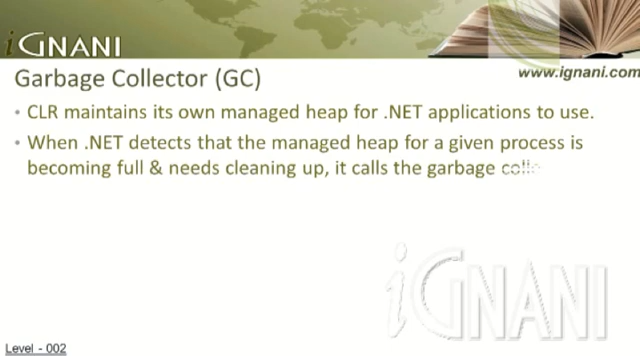 iGNANI
www.ignani.com
Garbage Collector (GC)
• CLR maintains its own managed heap for .NET applications to use.
• When .NET detects that the managed heap for a given process is
becoming full & needs cleaning up, it calls the garbage
iGNANI
Level - 002